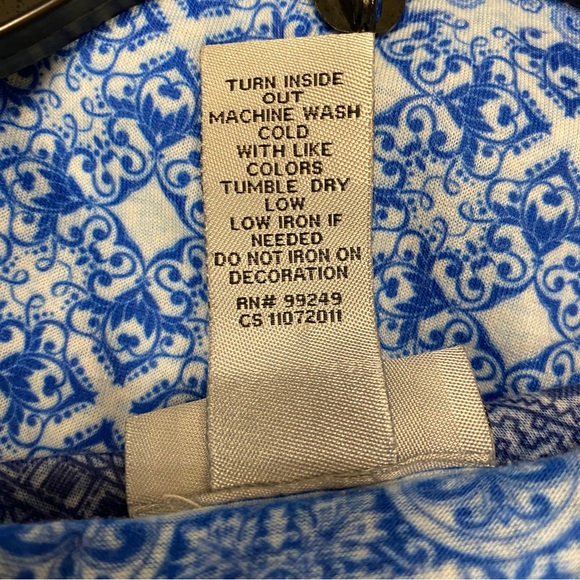 TURN INSIDE
OUT
MACHINE WASH
COLD
WITH LIKE
COLORS
TUMBLE DRY
LOW
LOW IRON IF
NEEDED
DO NOT IRON ON
DECORATION
RN# 99249
CS 11072011